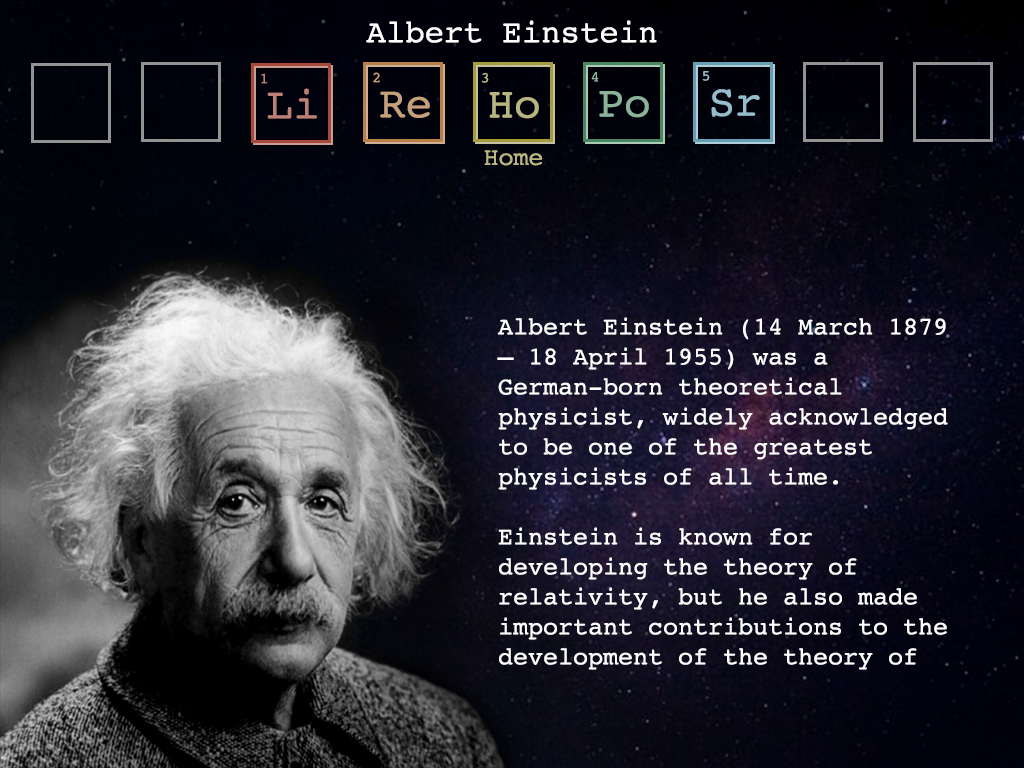 Albert Einstein
1 2 3 4 5
Li Re Ho Po Sr
Home
Albert Einstein (14 March 1879
– 18 April 1955) was a
German-born theoretical
physicist, widely acknowledged
to be one of the greatest
physicists of all time.
Einstein is known for
developing the theory of
relativity, but he also made
important contributions to the
development of the theory of